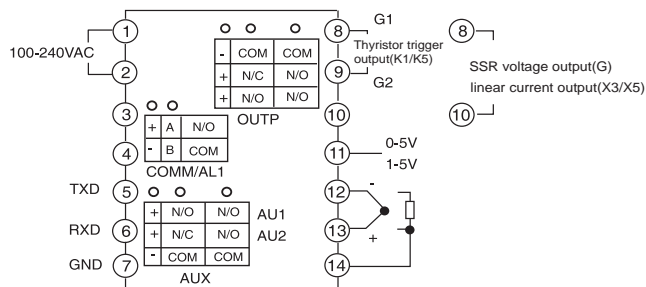 1
100-240VAC
2
3
4
TXD 5
RXD 6
GND 7
- COM COM
+ N/C N/O
+ N/O N/O
OUTP
+ A N/O
- B COM
COMM/AL1
+ N/O N/O AU1
+ N/C N/O AU2
- COM COM
AUX
8 G1
Thyristor trigger
output(K1/K5)
9 G2
10
11 0-5V
1-5V
12 -
13 +
14
8
SSR voltage output(G)
linear current output(X3/X5)
10